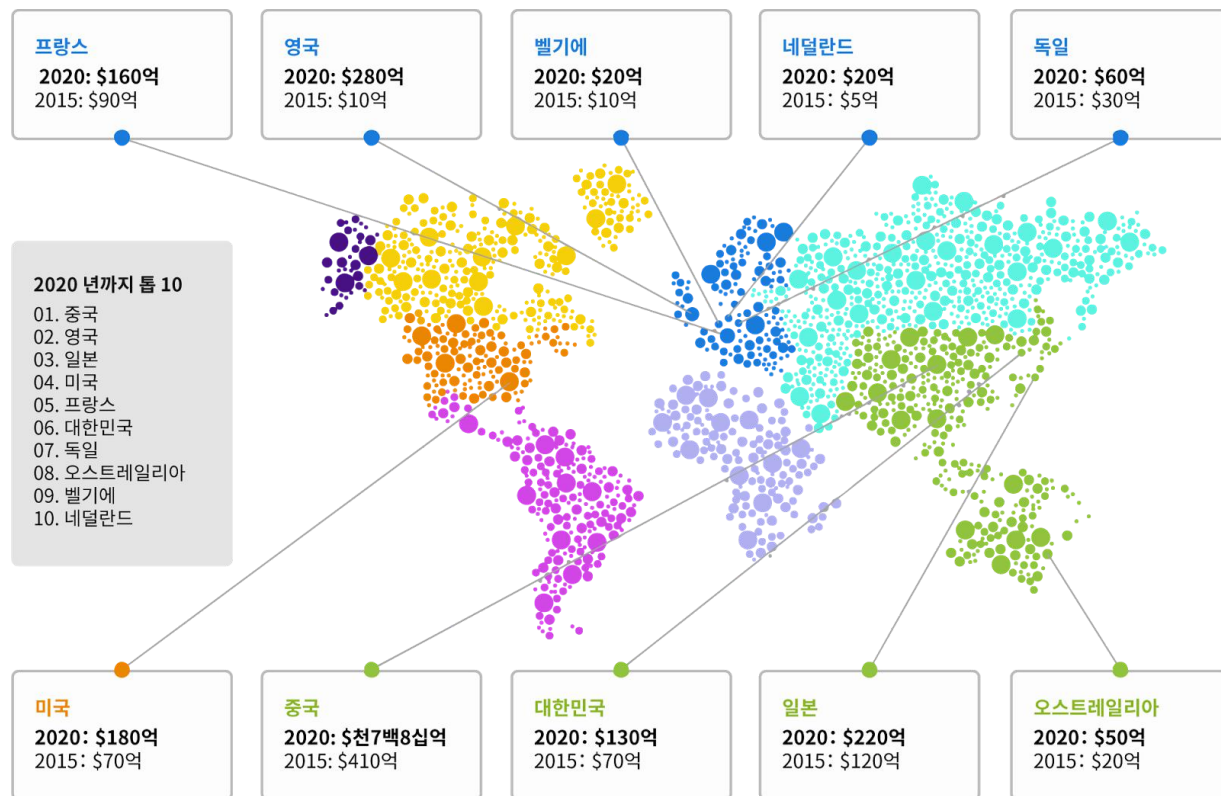 프랑스
2020: $160억
2015: $90억
영국
2020: $280억
2015: $10억
벨기에
2020: $20억
2015: $10억
네덜란드
2020: $20억
2015: $5억
독일
2020: $60억
2015: $30억
2020 년까지 톱 10
01. 중국
02. 영국
03. 일본
04. 미국
05. 프랑스
06. 대한민국
07. 독일
08. 오스트레일리아
09. 벨기에
10. 네덜란드
미국
2020: $180억
2015: $70억
중국
2020: $천7백8십억
2015: $410억
대한민국
2020: $130억
2015: $70억
일본
2020: $220억
2015: $120억
오스트레일리아
2020: $50억
2015: $20억